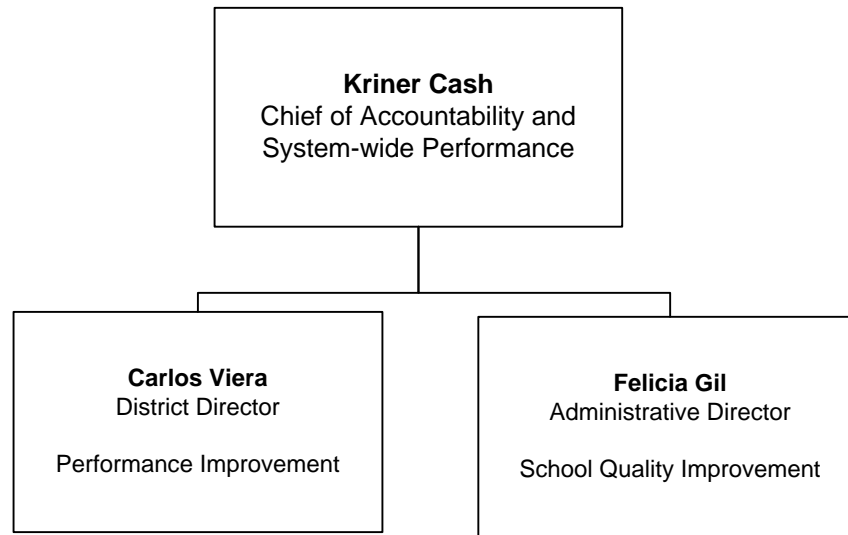 Kriner Cash
Chief of Accountability and
System-wide Performance
Carlos Viera
District Director
Performance Improvement
Felicia Gil
Administrative Director
School Quality Improvement